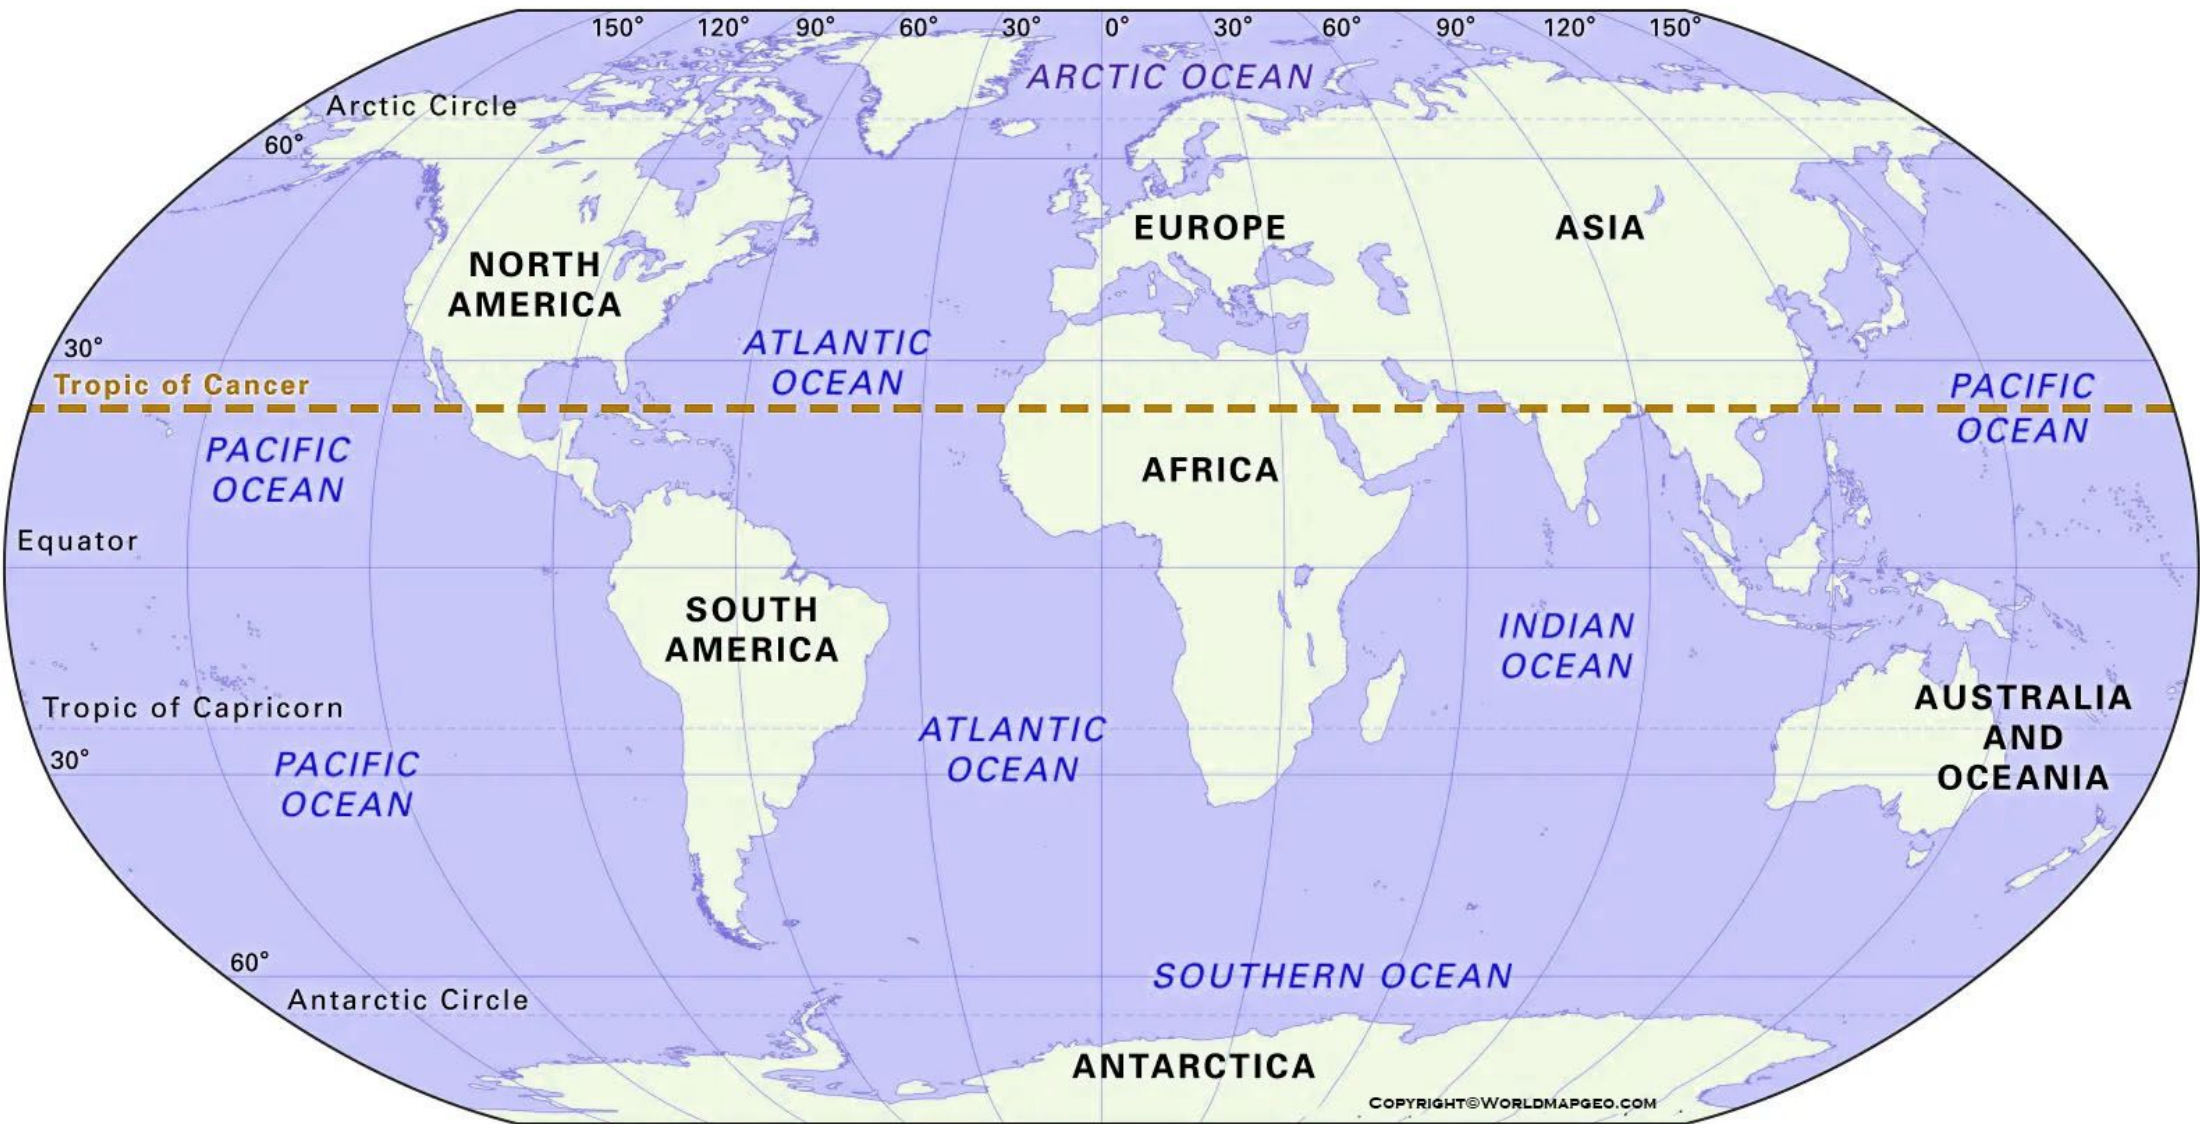 150°
120°
90°
60°
30°
0°
30°
60°
90°
120°
150°
ARCTIC OCEAN
Arctic Circle
60°
EUROPE
ASIA
NORTH
AMERICA
ATLANTIC
OCEAN
30°
Tropic of Cancer
PACIFIC
OCEAN
PACIFIC
OCEAN
AFRICA
Equator
SOUTH
AMERICA
INDIAN
OCEAN
Tropic of Capricorn
ATLANTIC
OCEAN
AUSTRALIA
AND
OCEANIA
30°
PACIFIC
OCEAN
60°
SOUTHERN OCEAN
Antarctic Circle
ANTARCTICA
COPYRIGHT©WORLDMAPGEO.COM